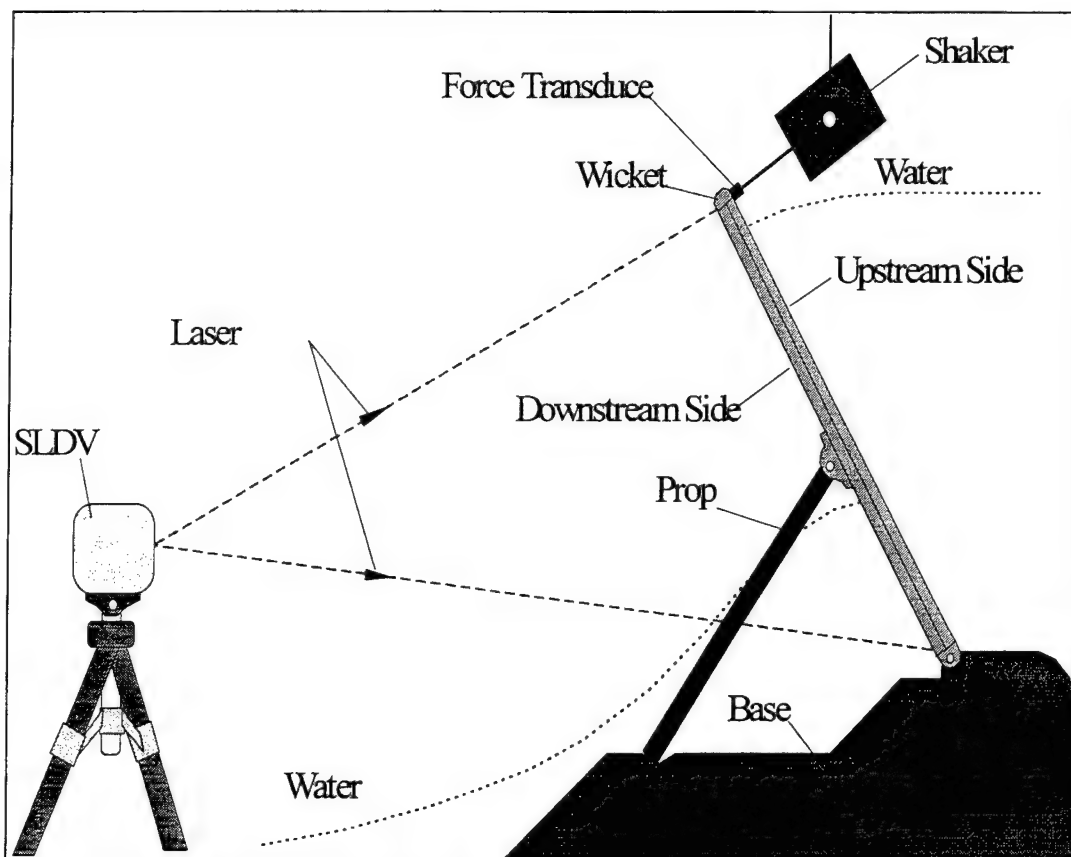 Shaker
Force Transduce
Wicket
Water
Upstream Side
Laser
Downstream Side
SLDV
Prop
Base
Water